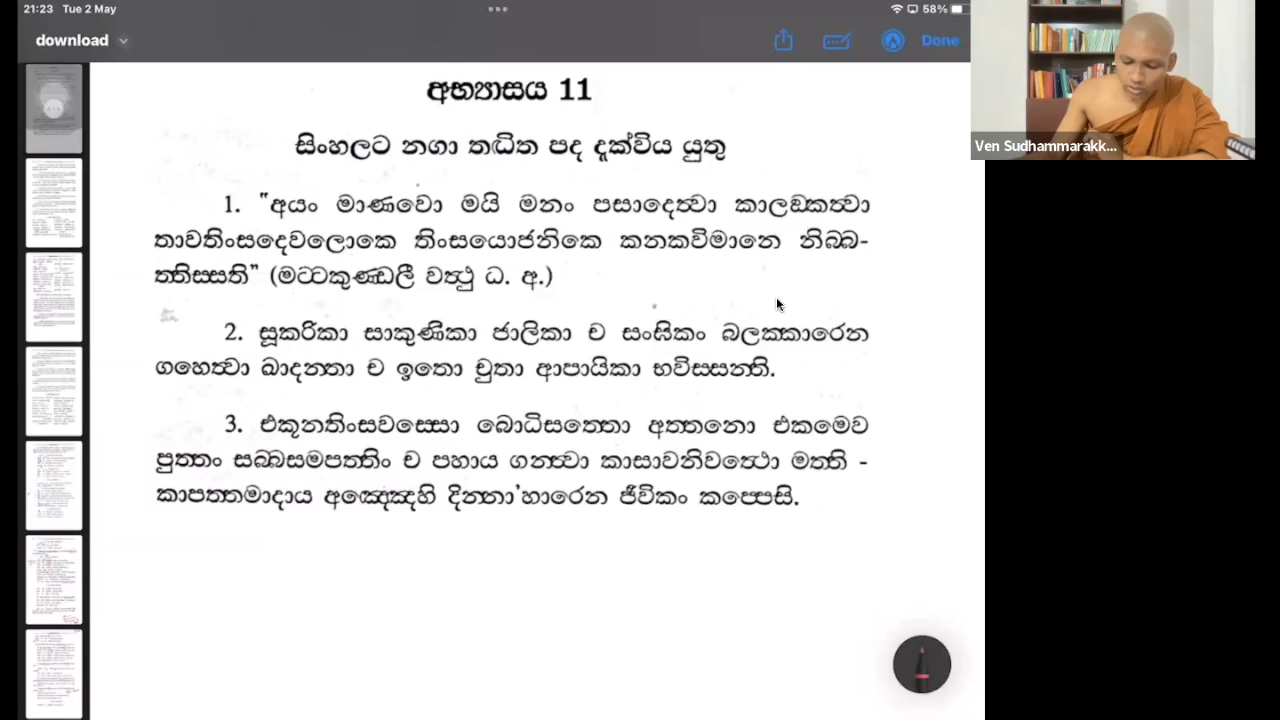 21:23 Tue 2 May
58%
download
Done
අභ්‍යාසය 11
සිංහලට නගා තද්ධිත පද දැක්විය යුතු
1. "අයං මාණවො මයි මනං පසාදෙත්‍වා කාලඞ්කත්‍වා
තාවතිංසදෙවලොකෙ තිංසයොජනිකෙ කනකවිමානෙ නිබ්බ-
ත්තිස්සති" (මට්ටකුණ්ඩලී වත්‍ථු ධ. අ.)
2. සූකරිකා සාකුණිකා ජාලිකා ච සංඝිකං බලක්කාරෙන
ගහෙත්‍වා ඛාදන්තා ච ඉතො චුතා ආපායිකා භවිස්සන්ති.
3. එකූනතිංසවස්සො බොධිසත්තො අත්තනො එකමෙව
පුත්තං සබ්බසම්පත්තිං ච පහාය ගන්ත්‍වා කාසාවනිවත්‍ථො මත්ති -
කාපත්තමාදාය අඤ්ඤෙහි දින්නා'හාරෙන ජීවිකං කප්පෙසි.
Ven Sudhammarakk...